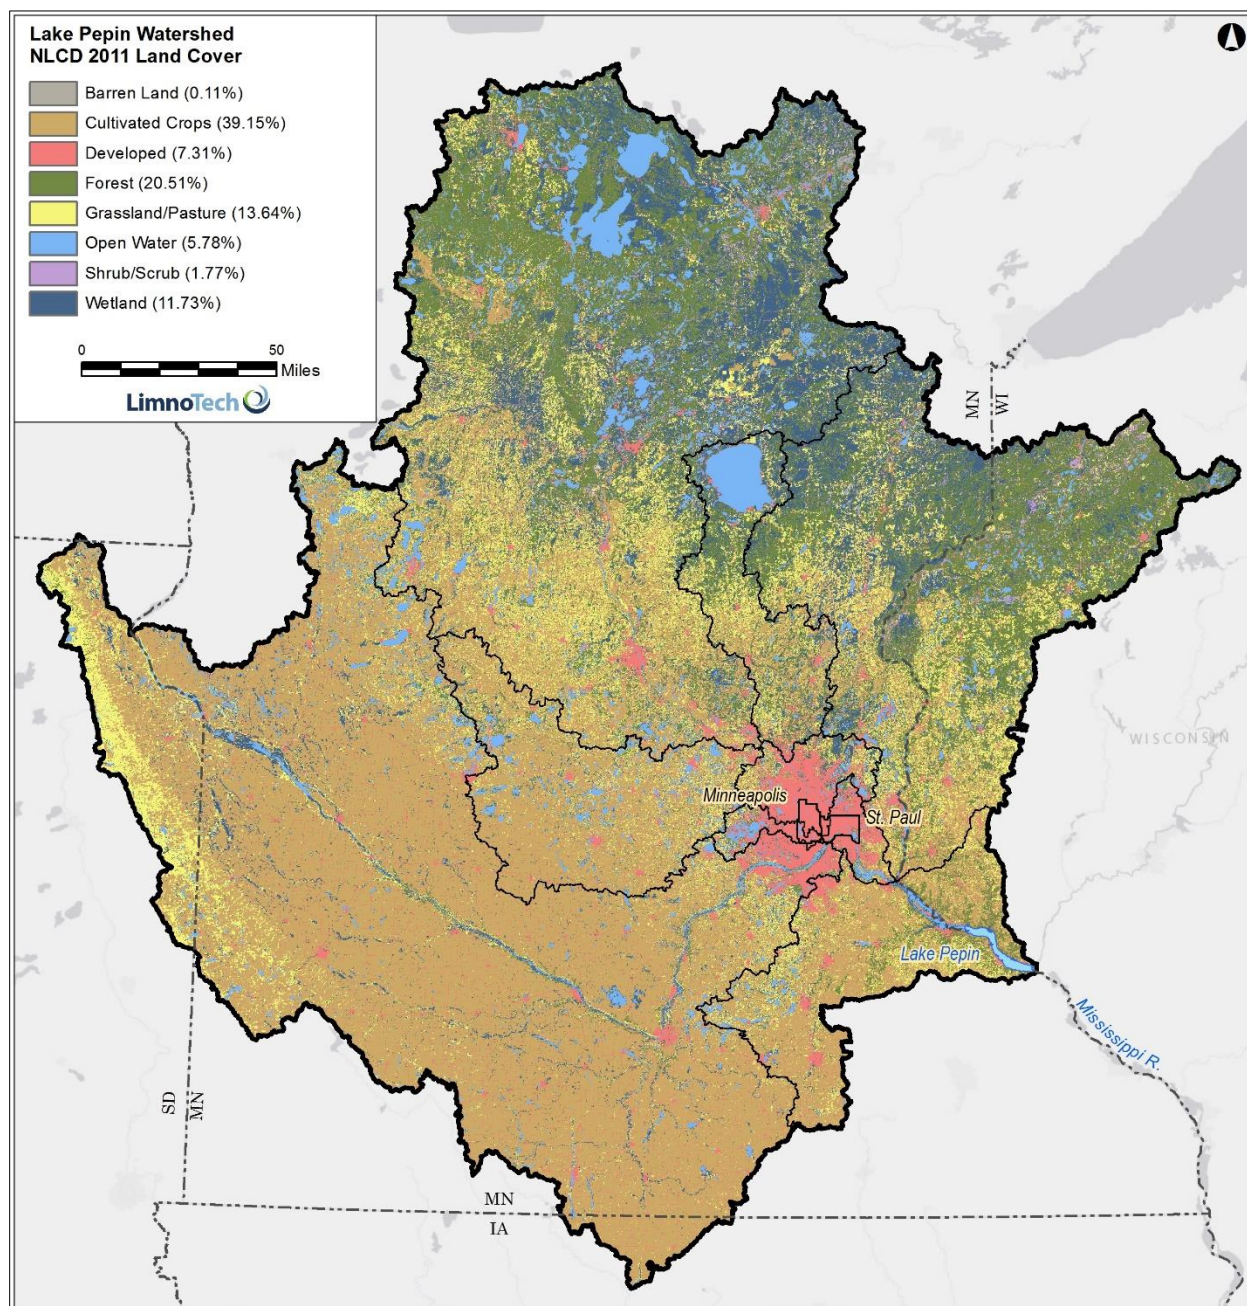 Lake Pepin Watershed
NLCD 2011 Land Cover
Barren Land (0.11%)
Cultivated Crops (39.15%)
Developed (7.31%)
Forest (20.51%)
Grassland/Pasture (13.64%)
Open Water (5.78%)
Shrub/Scrub (1.77%)
Wetland (11.73%)
0 50
Miles
LimnoTech
MN
WI
WISCONSIN
Minneapolis
St. Paul
Lake Pepin
Mississippi R.
SD
MN
MN
IA